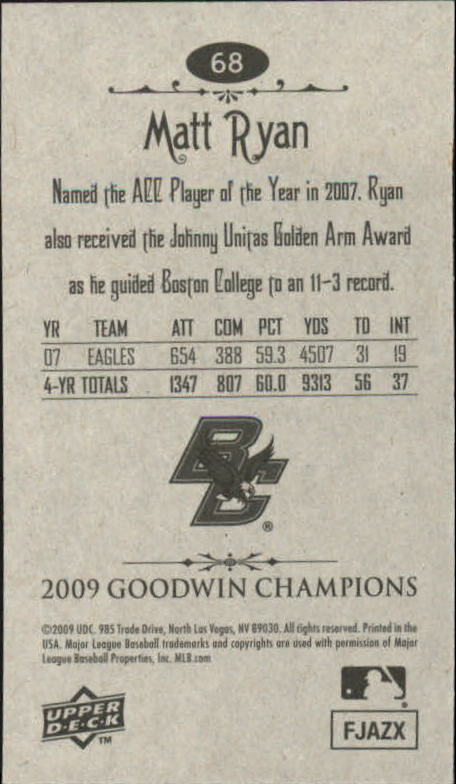 68
Matt Ryan
Named the ACC Player of the Year in 2007. Ryan
also received the Johnny Unitas Golden Arm Award
as he guided Boston College to an 11-3 record.
YR TEAM ATT COM PCT YDS TD INT
07 EAGLES 654 388 59.3 4507 31 19
4-YR TOTALS 1347 807 60.0 9313 56 37
BC
®
2009 GOODWIN CHAMPIONS
©2009 UDC. 985 Trade Drive, North Las Vegas, NV 89030. All rights reserved. Printed in the
USA. Major League Baseball trademarks and copyrights are used with permission of Major
League Baseball Properties, Inc. MLB.com
UPPER
D·E·C·K
TM
FJAZX